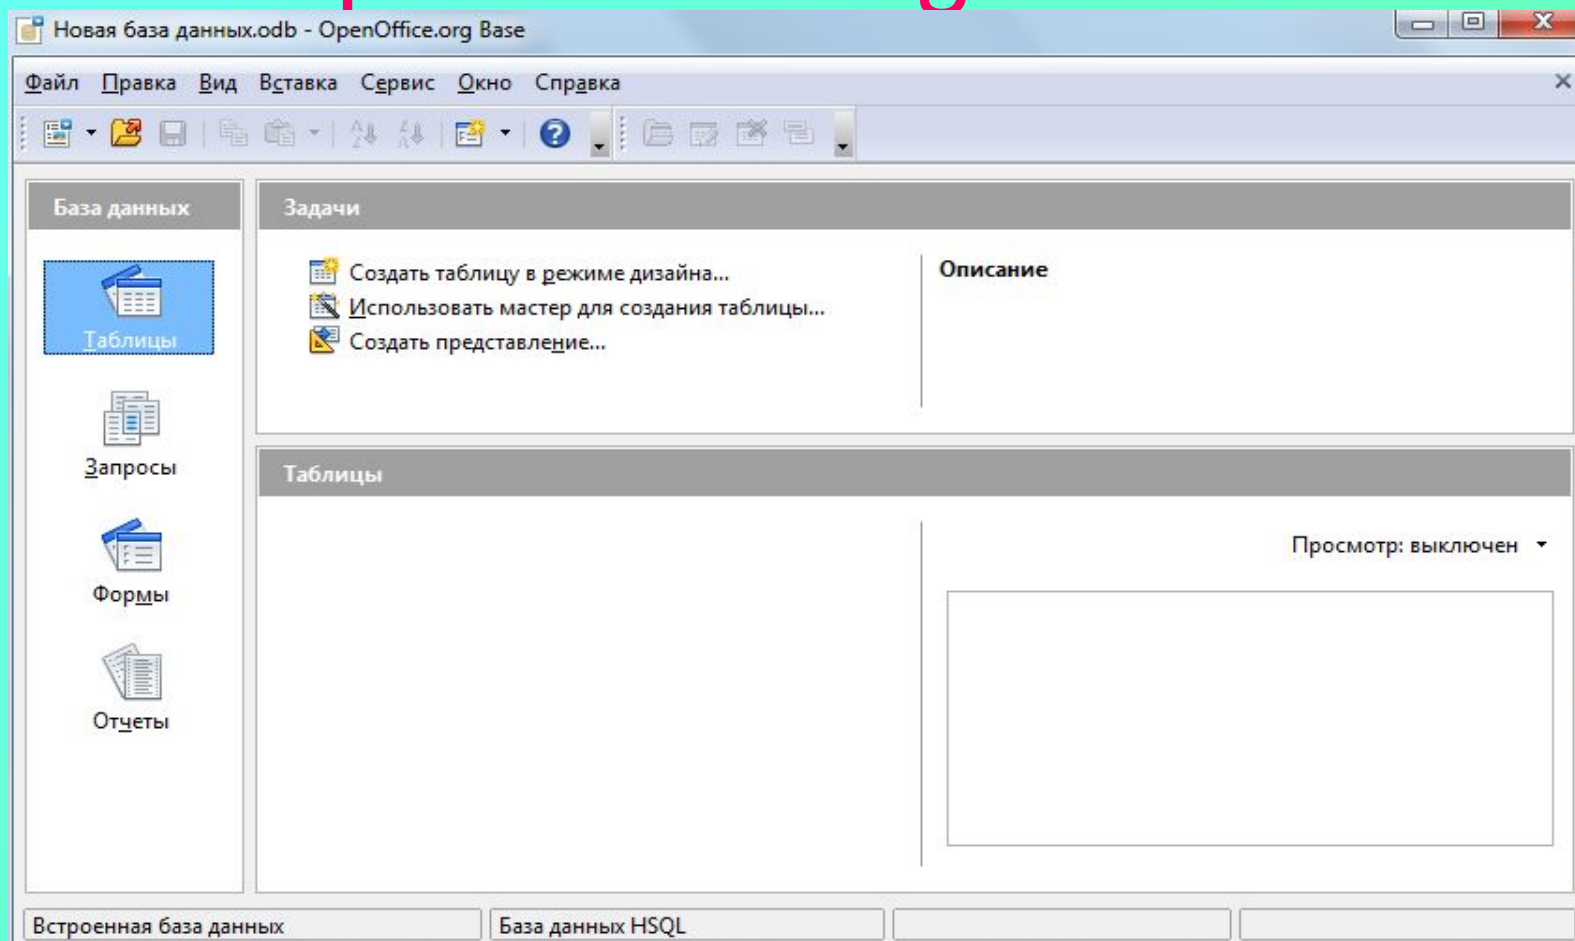 Новая база данных.odb - OpenOffice.org Base
Файл Правка Вид Вставка Сервис Окно Справка
База данных
Задачи
Создать таблицу в режиме дизайна...
Использовать мастер для создания таблицы...
Создать представление...
Описание
Таблицы
Запросы
Формы
Отчеты
Таблицы
Просмотр: выключен
Встроенная база данных
База данных HSQL